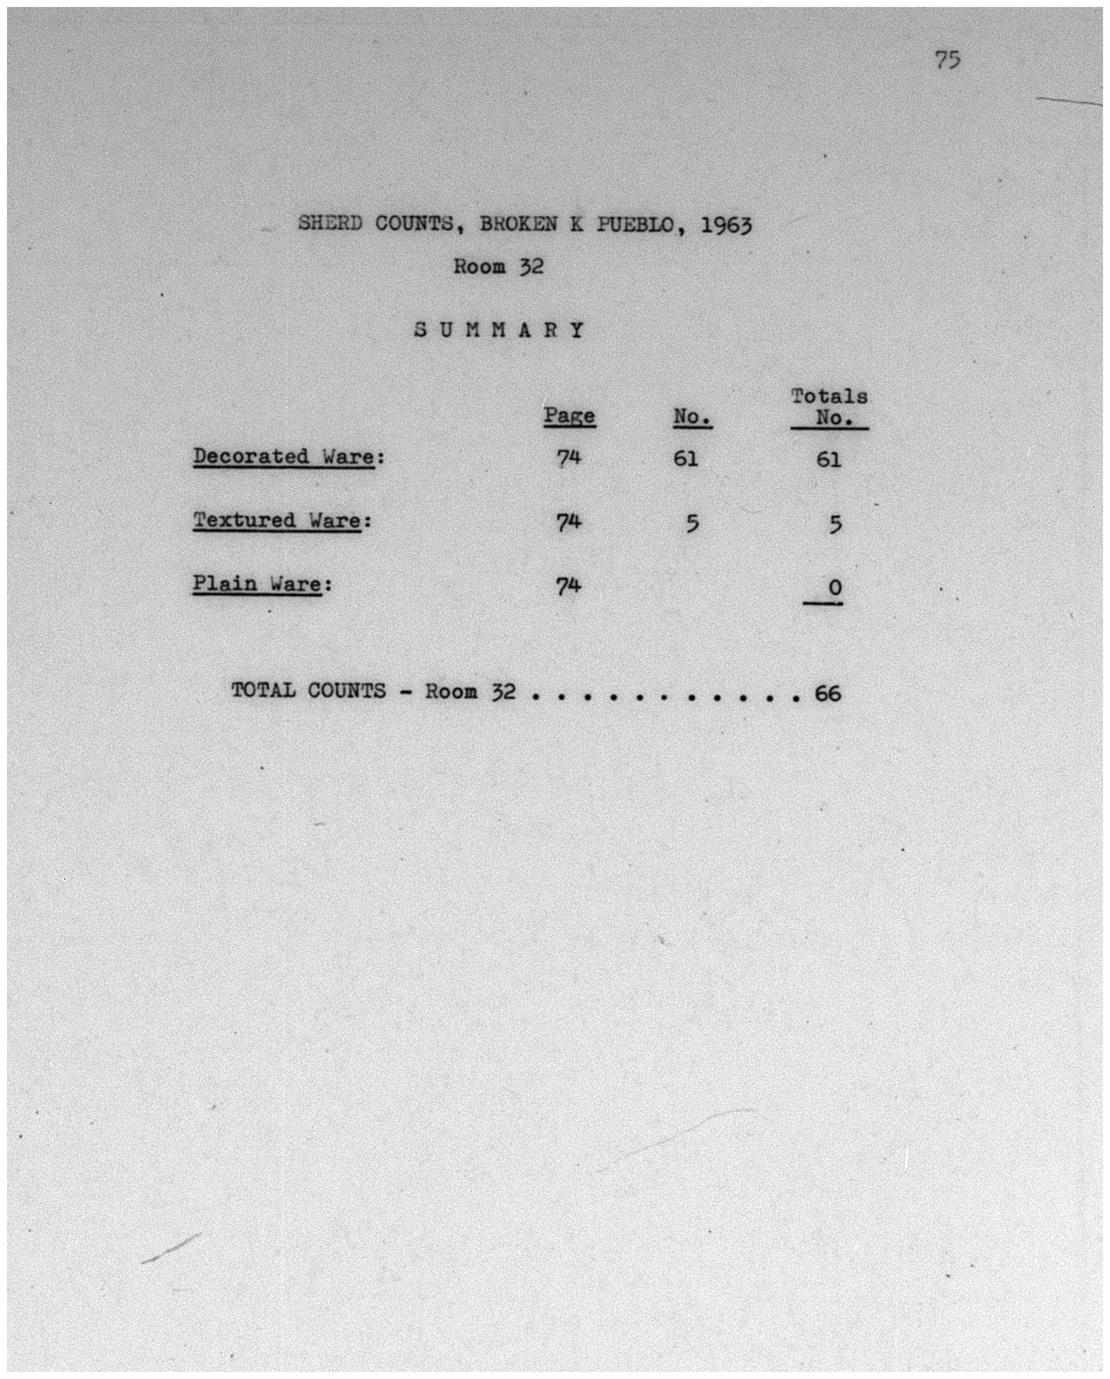 75
SHERD COUNTS, BROKEN K PUEBLO, 1963
Room 32
S U M M A R Y
Totals
Page No. No.
Decorated Ware: 74 61 61
Textured Ware: 74 5 5
Plain Ware: 74 0
TOTAL COUNTS - Room 32 . . . . . . . . . . . 66